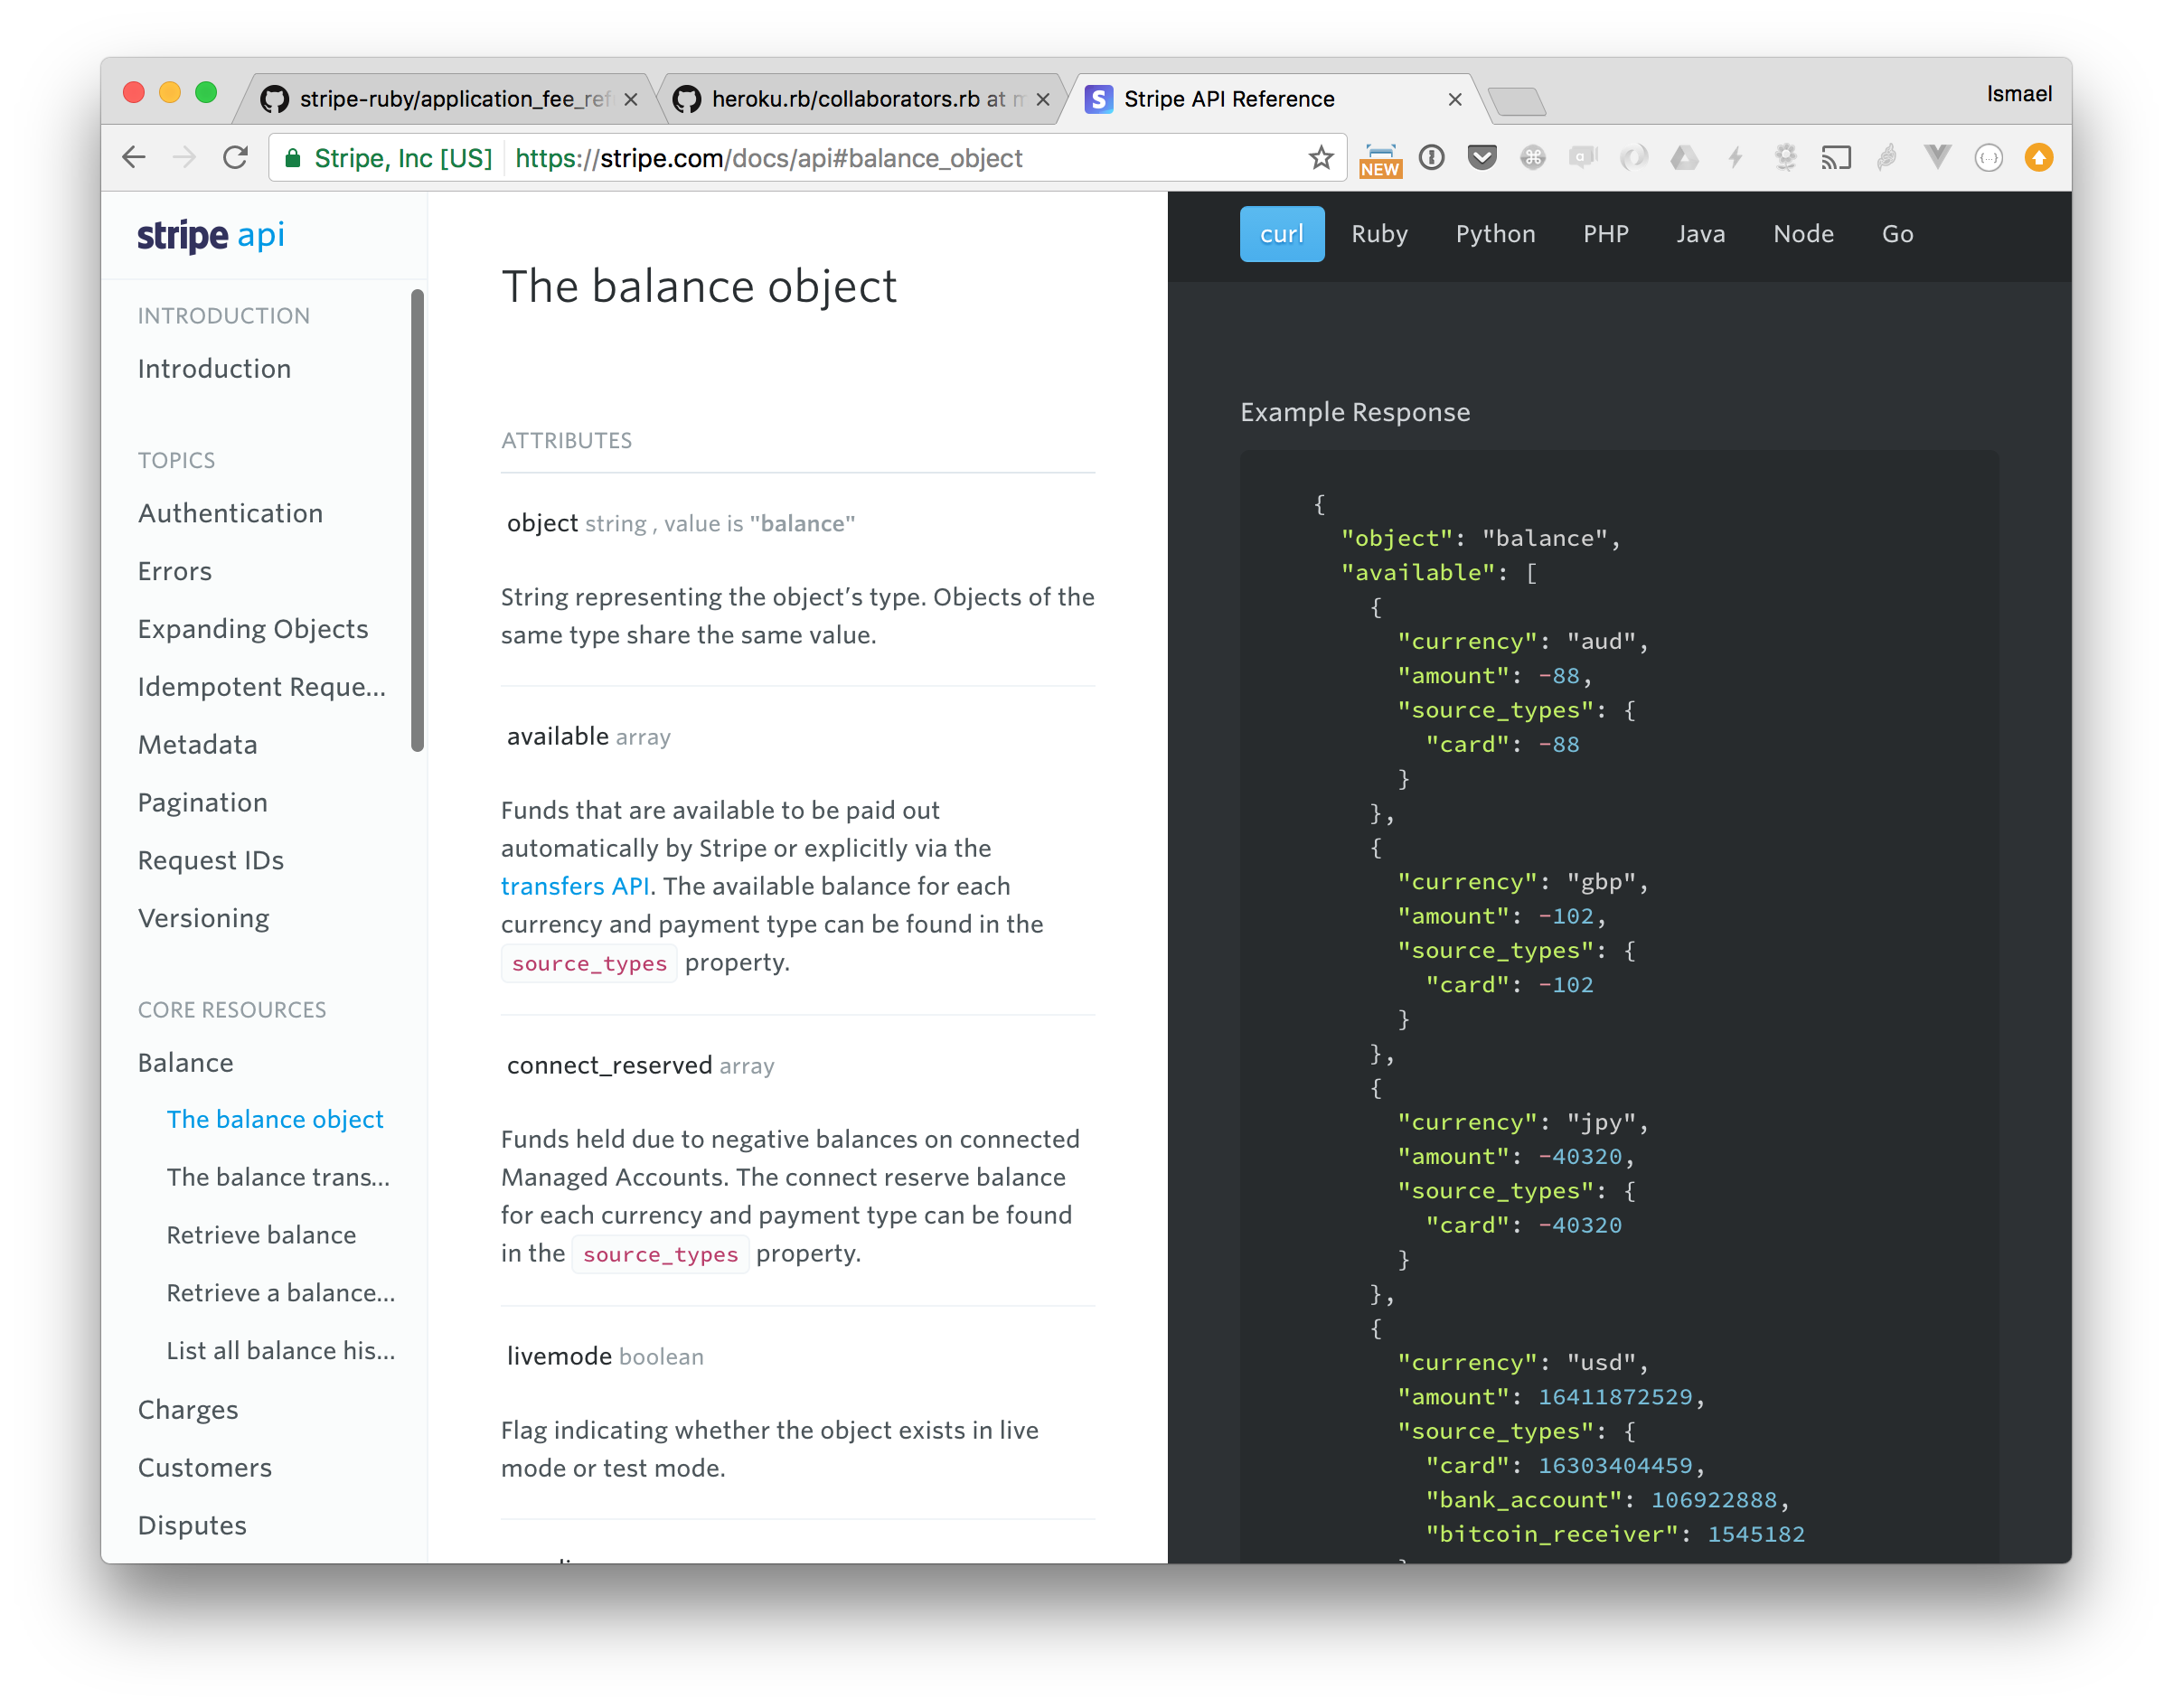 stripe-ruby/application_fee_ref
heroku.rb/collaborators.rb at m
Stripe API Reference
Ismael
Stripe, Inc [US]
https://stripe.com/docs/api#balance_object
NEW
stripe api
INTRODUCTION
Introduction
TOPICS
Authentication
Errors
Expanding Objects
Idempotent Reque...
Metadata
Pagination
Request IDs
Versioning
CORE RESOURCES
Balance
The balance object
The balance trans...
Retrieve balance
Retrieve a balance...
List all balance his...
Charges
Customers
Disputes
The balance object
ATTRIBUTES
object string , value is "balance"
String representing the object’s type. Objects of the
same type share the same value.
available array
Funds that are available to be paid out
automatically by Stripe or explicitly via the
transfers API. The available balance for each
currency and payment type can be found in the
source_types property.
connect_reserved array
Funds held due to negative balances on connected
Managed Accounts. The connect reserve balance
for each currency and payment type can be found
in the source_types property.
livemode boolean
Flag indicating whether the object exists in live
mode or test mode.
curl Ruby Python PHP Java Node Go
Example Response
{
"object": "balance",
"available": [
{
"currency": "aud",
"amount": -88,
"source_types": {
"card": -88
}
},
{
"currency": "gbp",
"amount": -102,
"source_types": {
"card": -102
}
},
{
"currency": "jpy",
"amount": -40320,
"source_types": {
"card": -40320
}
},
{
"currency": "usd",
"amount": 16411872529,
"source_types": {
"card": 16303404459,
"bank_account": 106922888,
"bitcoin_receiver": 1545182